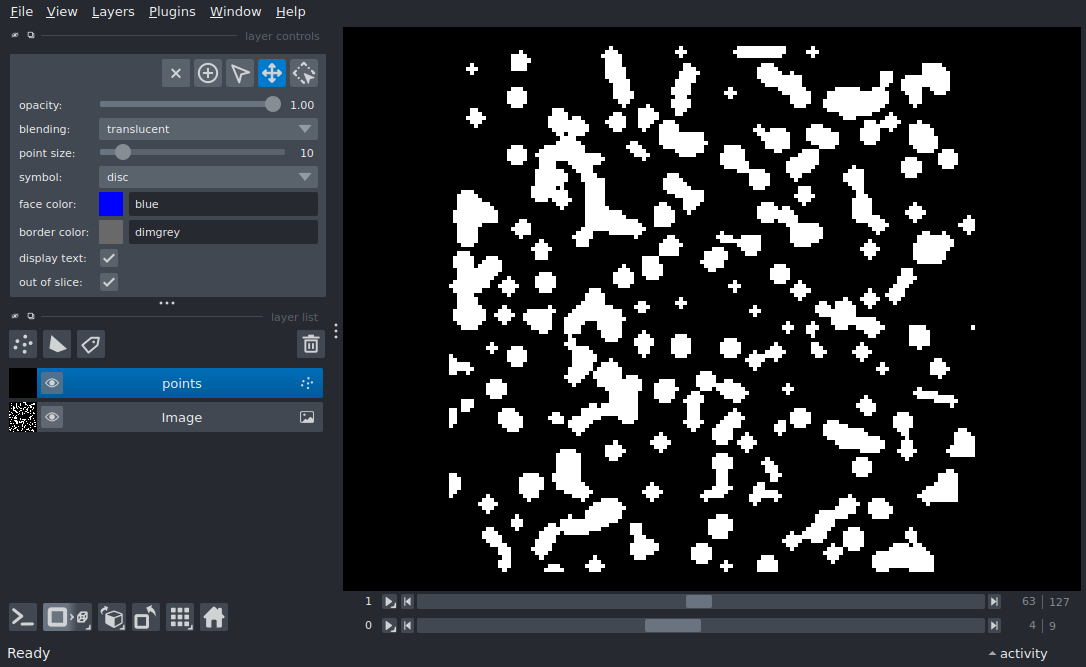 File View Layers Plugins Window Help
layer controls
opacity: 1.00
blending: translucent
point size: 10
symbol: disc
face color: blue
border color: dimgrey
display text:
out of slice:
layer list
points
Image
1 63 127
0 4 9
Ready activity